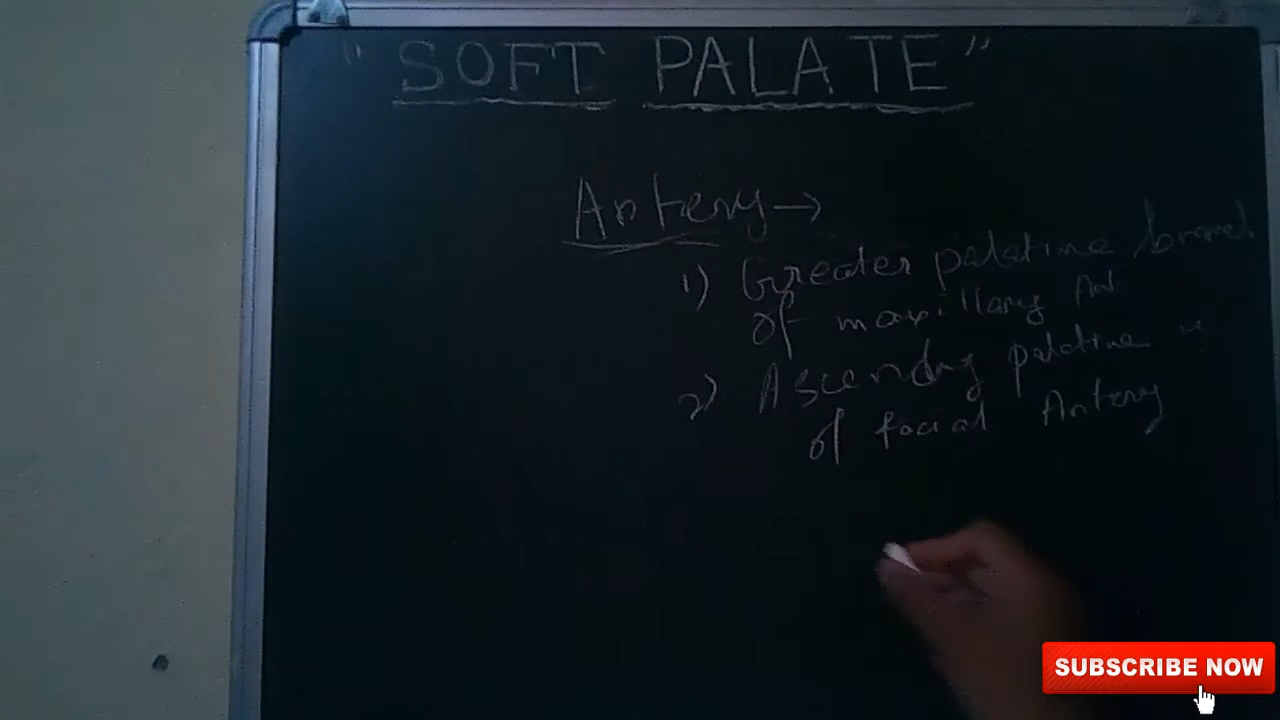 " SOFT PALATE "
Artery →
1) Greater palatine branch
of maxillary Art
2) Ascending palatine "
of facial Artery
SUBSCRIBE NOW